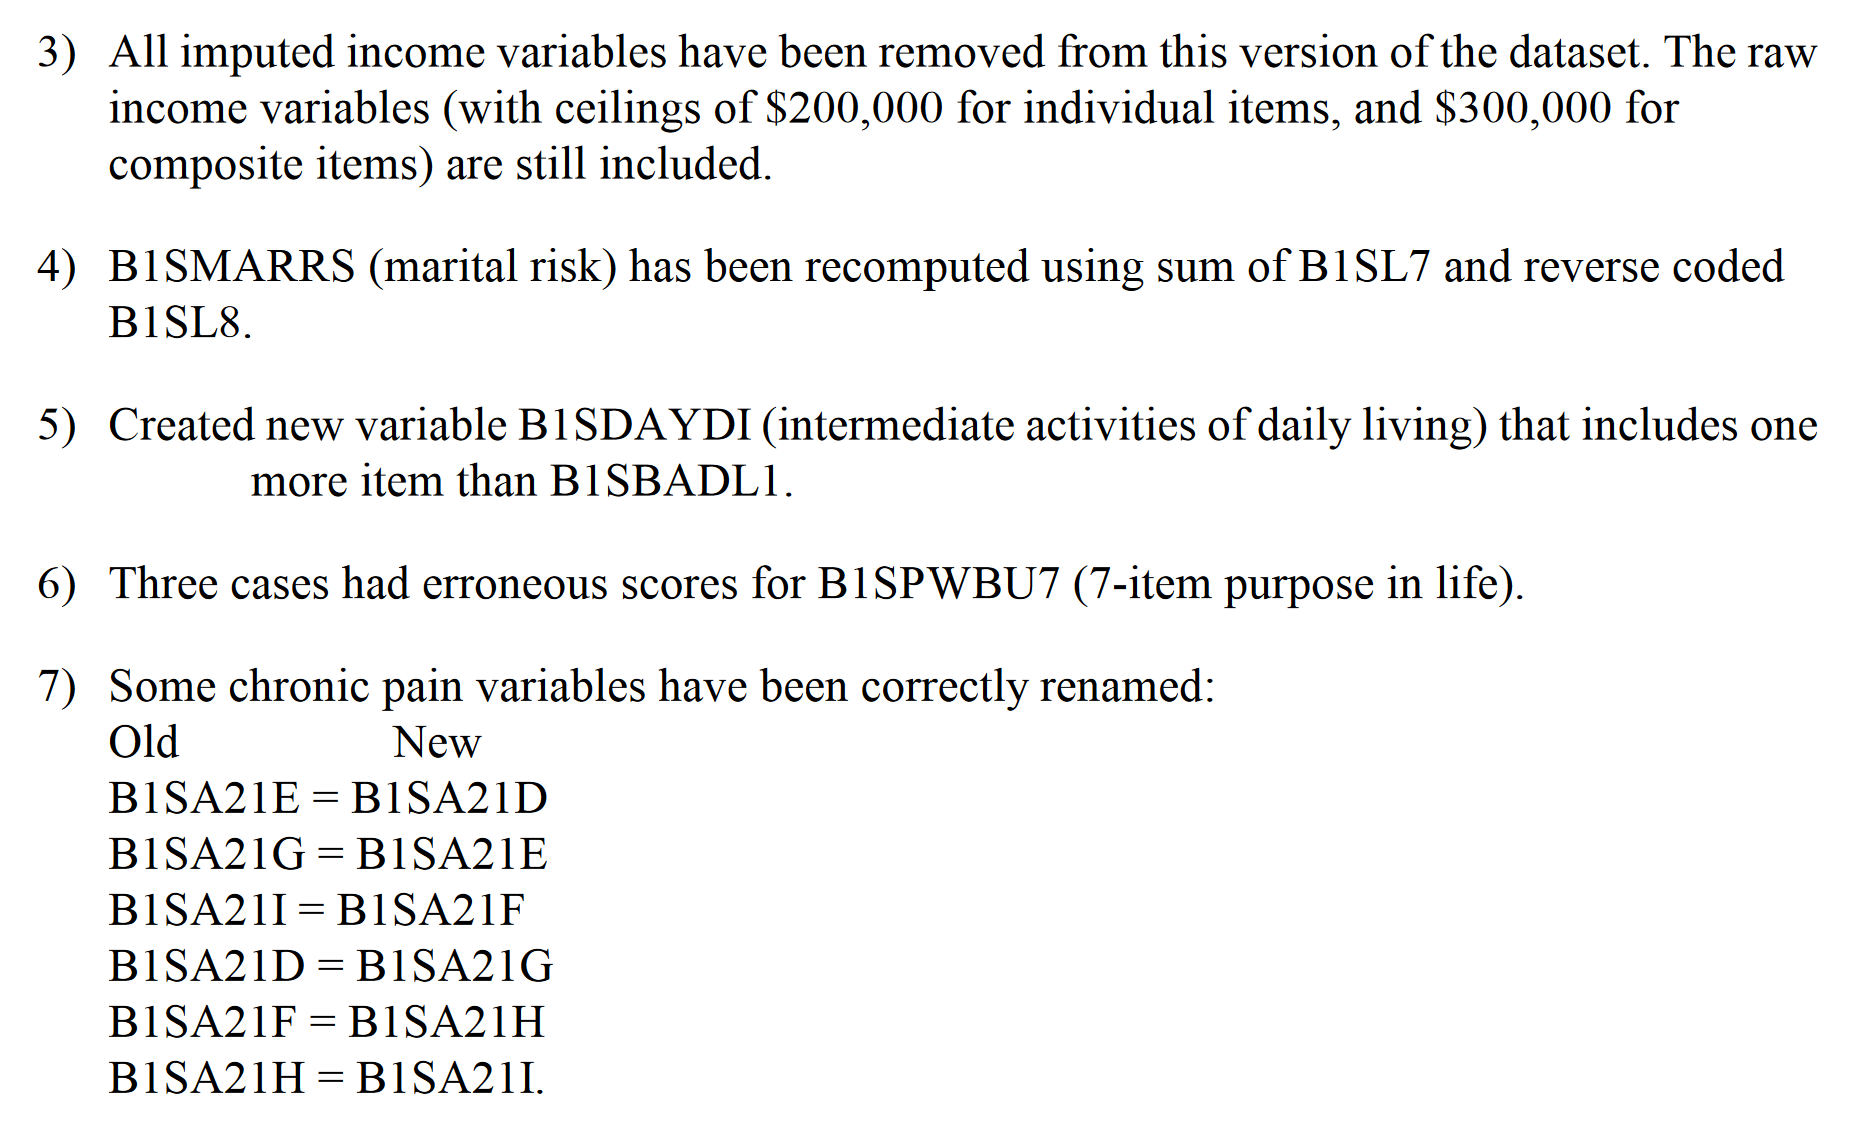 3) All imputed income variables have been removed from this version of the dataset. The raw
income variables (with ceilings of $200,000 for individual items, and $300,000 for
composite items) are still included.
4) B1SMARRS (marital risk) has been recomputed using sum of B1SL7 and reverse coded
B1SL8.
5) Created new variable B1SDAYDI (intermediate activities of daily living) that includes one
more item than B1SBADL1.
6) Three cases had erroneous scores for B1SPWBU7 (7-item purpose in life).
7) Some chronic pain variables have been correctly renamed:
Old New
B1SA21E = B1SA21D
B1SA21G = B1SA21E
B1SA21I = B1SA21F
B1SA21D = B1SA21G
B1SA21F = B1SA21H
B1SA21H = B1SA21I.